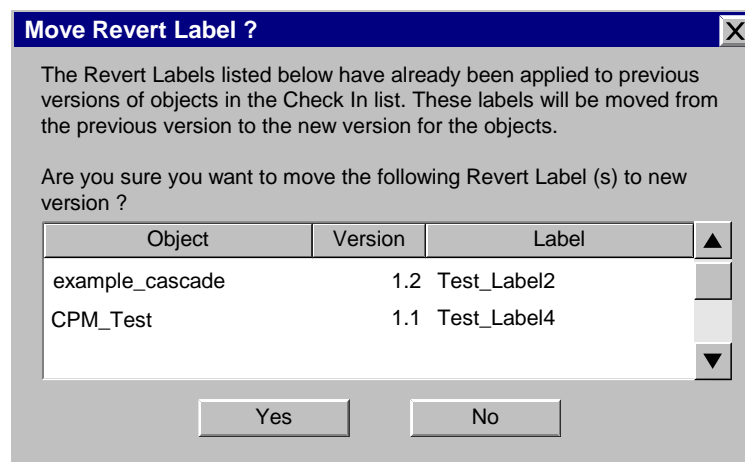 Move Revert Label ?
The Revert Labels listed below have already been applied to previous
versions of objects in the Check In list. These labels will be moved from
the previous version to the new version for the objects.
Are you sure you want to move the following Revert Label (s) to new
version ?
Object Version Label
example_cascade 1.2 Test_Label2
CPM_Test 1.1 Test_Label4
Yes No